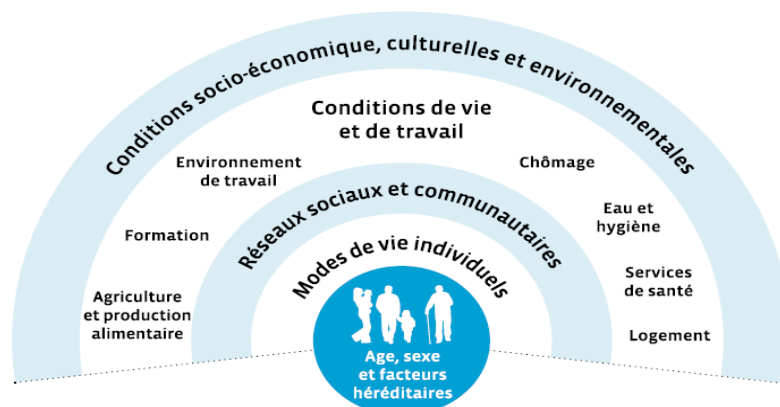 Conditions socio-économique, culturelles et environnementales
Conditions de vie
et de travail
Environnement
de travail
Chômage
Formation
Eau et
hygiène
Agriculture
et production
alimentaire
Services
de santé
Logement
Réseaux sociaux et communautaires
Modes de vie individuels
Age, sexe
et facteurs
héréditaires